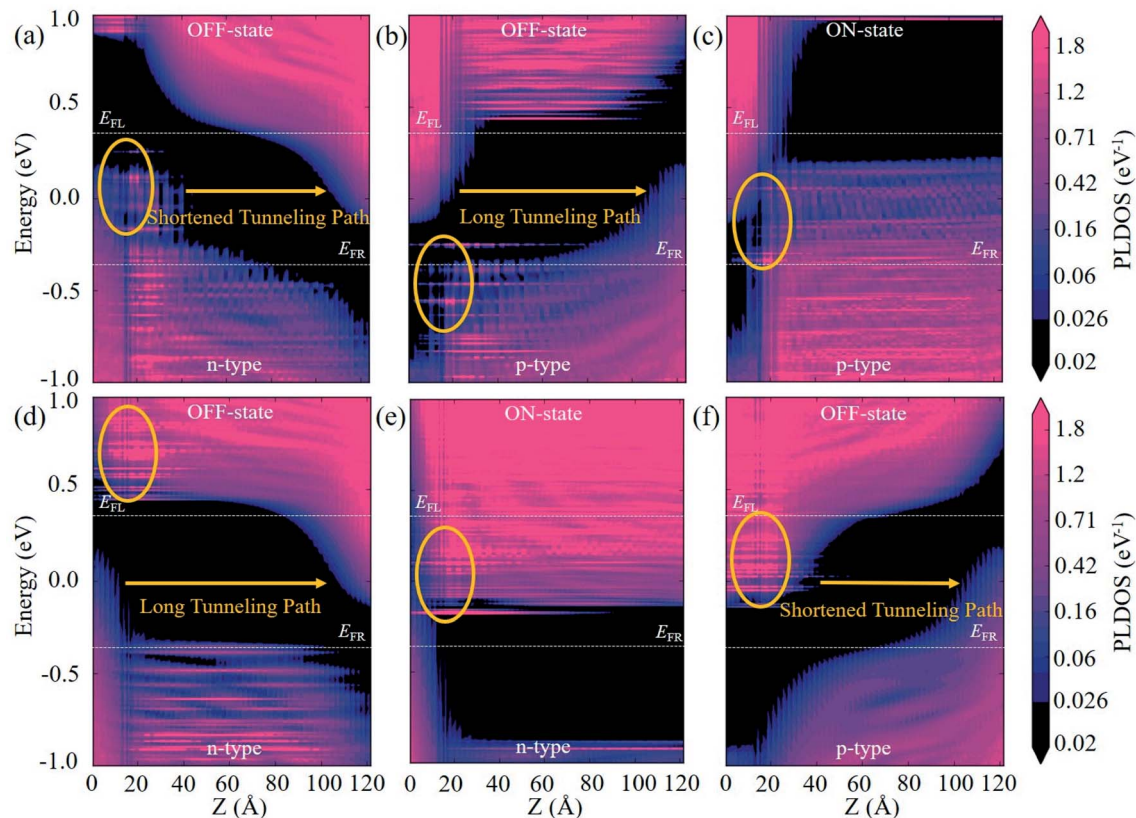 (a) OFF-state (b) OFF-state (c) ON-state
1.0 0.5 0.0 -0.5 -1.0
Energy (eV)
E_FL E_FL E_FL
Shortened Tunneling Path Long Tunneling Path
E_FR E_FR E_FR
n-type p-type p-type
1.8 1.2 0.71 0.42 0.16 0.06 0.026 0.02
PLDOS (eV⁻¹)
(d) OFF-state (e) ON-state (f) OFF-state
1.0 0.5 0.0 -0.5 -1.0
Energy (eV)
E_FL E_FL E_FL
Long Tunneling Path Shortened Tunneling Path
E_FR E_FR E_FR
n-type n-type p-type
1.8 1.2 0.71 0.42 0.16 0.06 0.026 0.02
PLDOS (eV⁻¹)
0 20 40 60 80 100 120 0 20 40 60 80 100 120 0 20 40 60 80 100 120
Z (Å) Z (Å) Z (Å)